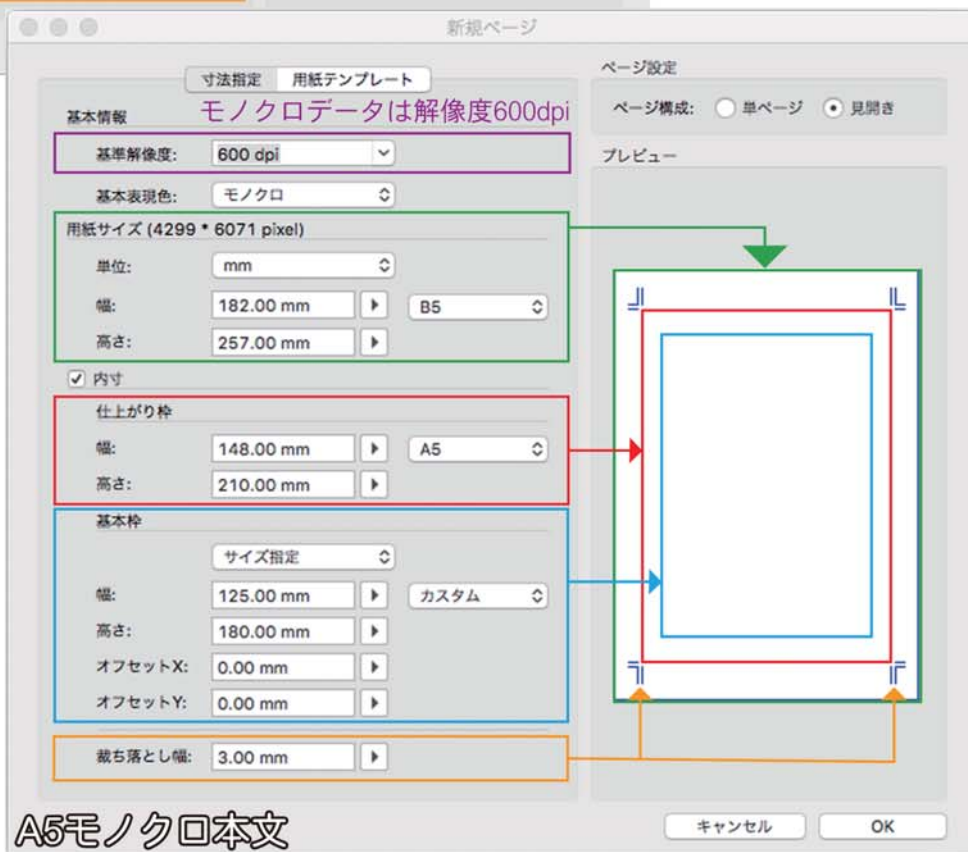 新規ページ
寸法指定 用紙テンプレート
モノクロデータは解像度600dpi
基本情報
基準解像度: 600 dpi
基本表現色: モノクロ
用紙サイズ (4299 * 6071 pixel)
単位: mm
幅: 182.00 mm B5
高さ: 257.00 mm
内寸
仕上がり枠
幅: 148.00 mm A5
高さ: 210.00 mm
基本枠
サイズ指定
幅: 125.00 mm カスタム
高さ: 180.00 mm
オフセットX: 0.00 mm
オフセットY: 0.00 mm
裁ち落とし幅: 3.00 mm
A5モノクロ本文
ページ設定
ページ構成: 単ページ 見開き
プレビュー
キャンセル OK